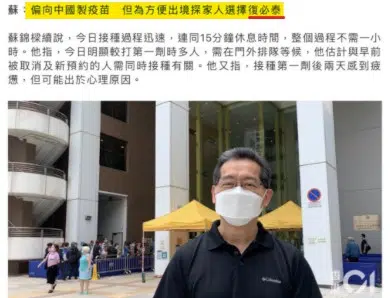 蘇：偏向中國製疫苗　但為方便出境探家人選擇復必泰
蘇錦樑續說，今日接種過程迅速，連同15分鐘休息時間，整個過程不需一小
時。他指，今日明顯較打第一劑時多人，需在門外排隊等候，他估計與早前
被取消及新預約的人需同時接種有關。他又指，接種第一劑後兩天感到疲
憊，但可能出於心理原因。
Columbia
01